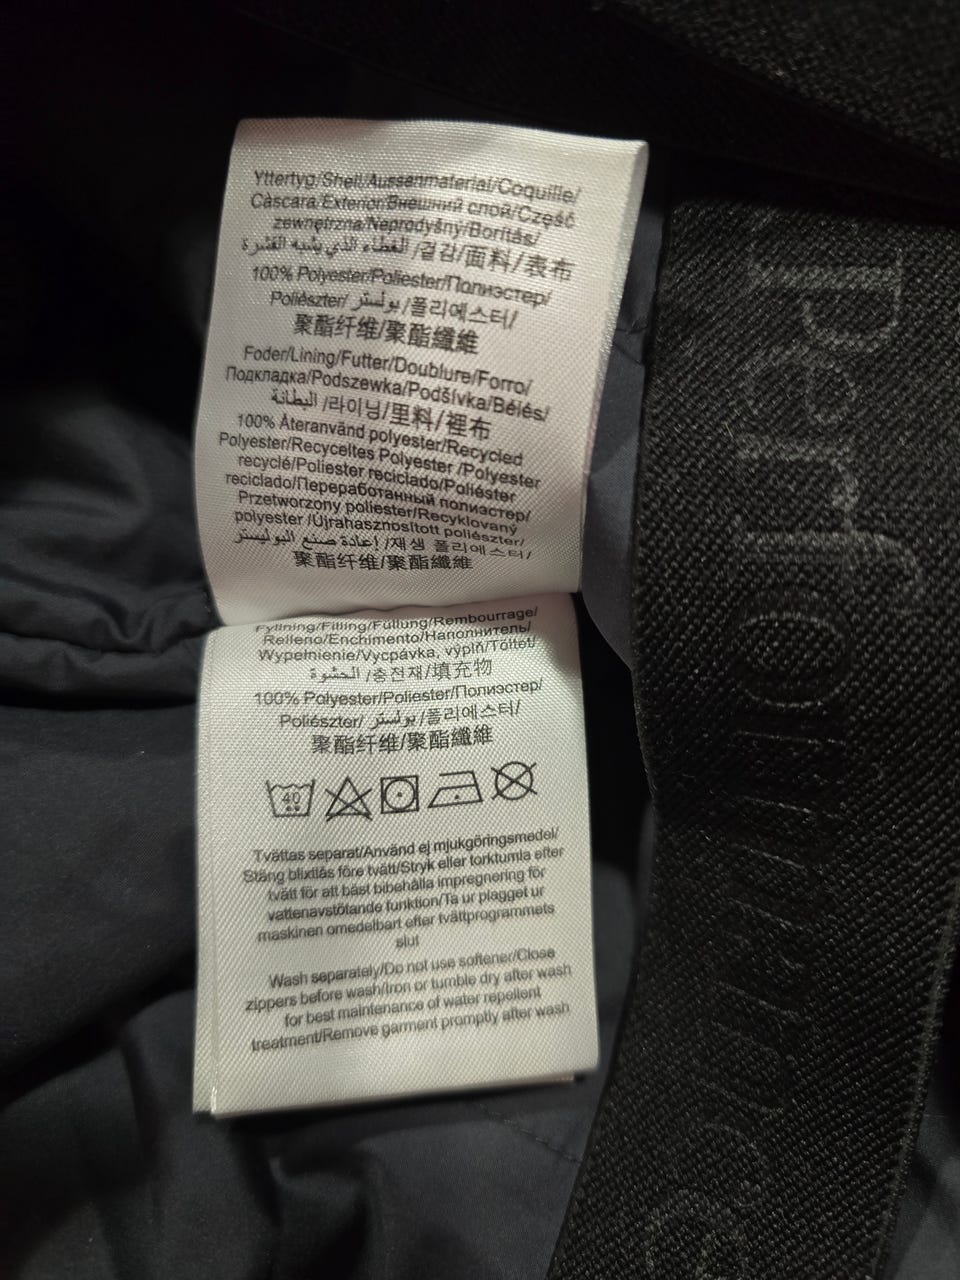 Yttertyg/Shell/Aussenmaterial/Coquille/
Cáscara/Exterior/Внешний слой/Część
zewnętrzna/Neprodyšný/Borítás/
الغطاء الذي يشبه القشرة/겉감/面料/表布
100% Polyester/Poliester/Полиэстер/
Poliészter/بوليستر/폴리에스터/
聚酯纤维/聚酯纖維
Foder/Lining/Futter/Doublure/Forro/
Подкладка/Podszewka/Podšívka/Bélés/
البطانة/라이닝/里料/裡布
100% Återanvänd polyester/Recycled
Polyester/Recyceltes Polyester /Polyester
recyclé/Poliester reciclado/Poliéster
reciclado/Переработанный полиэстер/
Przetworzony poliester/Recyklovaný
polyester /Újrahasznosított poliészter/
إعادة صنع البوليستر/재생 폴리에스터/
聚酯纤维/聚酯纖維
Fyllning/Filling/Füllung/Rembourrage/
Relleno/Enchimento/Наполнитель/
Wypełnienie/Vycpávka, výplň/Töltet/
الحشوة/충전재/填充物
100% Polyester/Poliester/Полиэстер/
Poliészter/بوليستر/폴리에스터/
聚酯纤维/聚酯纖維
40
Tvättas separat/Använd ej mjukgöringsmedel/
Stäng blixtlås före tvätt/Stryk eller torktumla efter
tvätt för att bäst bibehålla impregnering för
vattenavstötande funktion/Ta ur plagget ur
maskinen omedelbart efter tvättprogrammets
slut
Wash separately/Do not use softener/Close
zippers before wash/Iron or tumble dry after wash
for best maintenance of water repellent
treatment/Remove garment promptly after wash
Performance